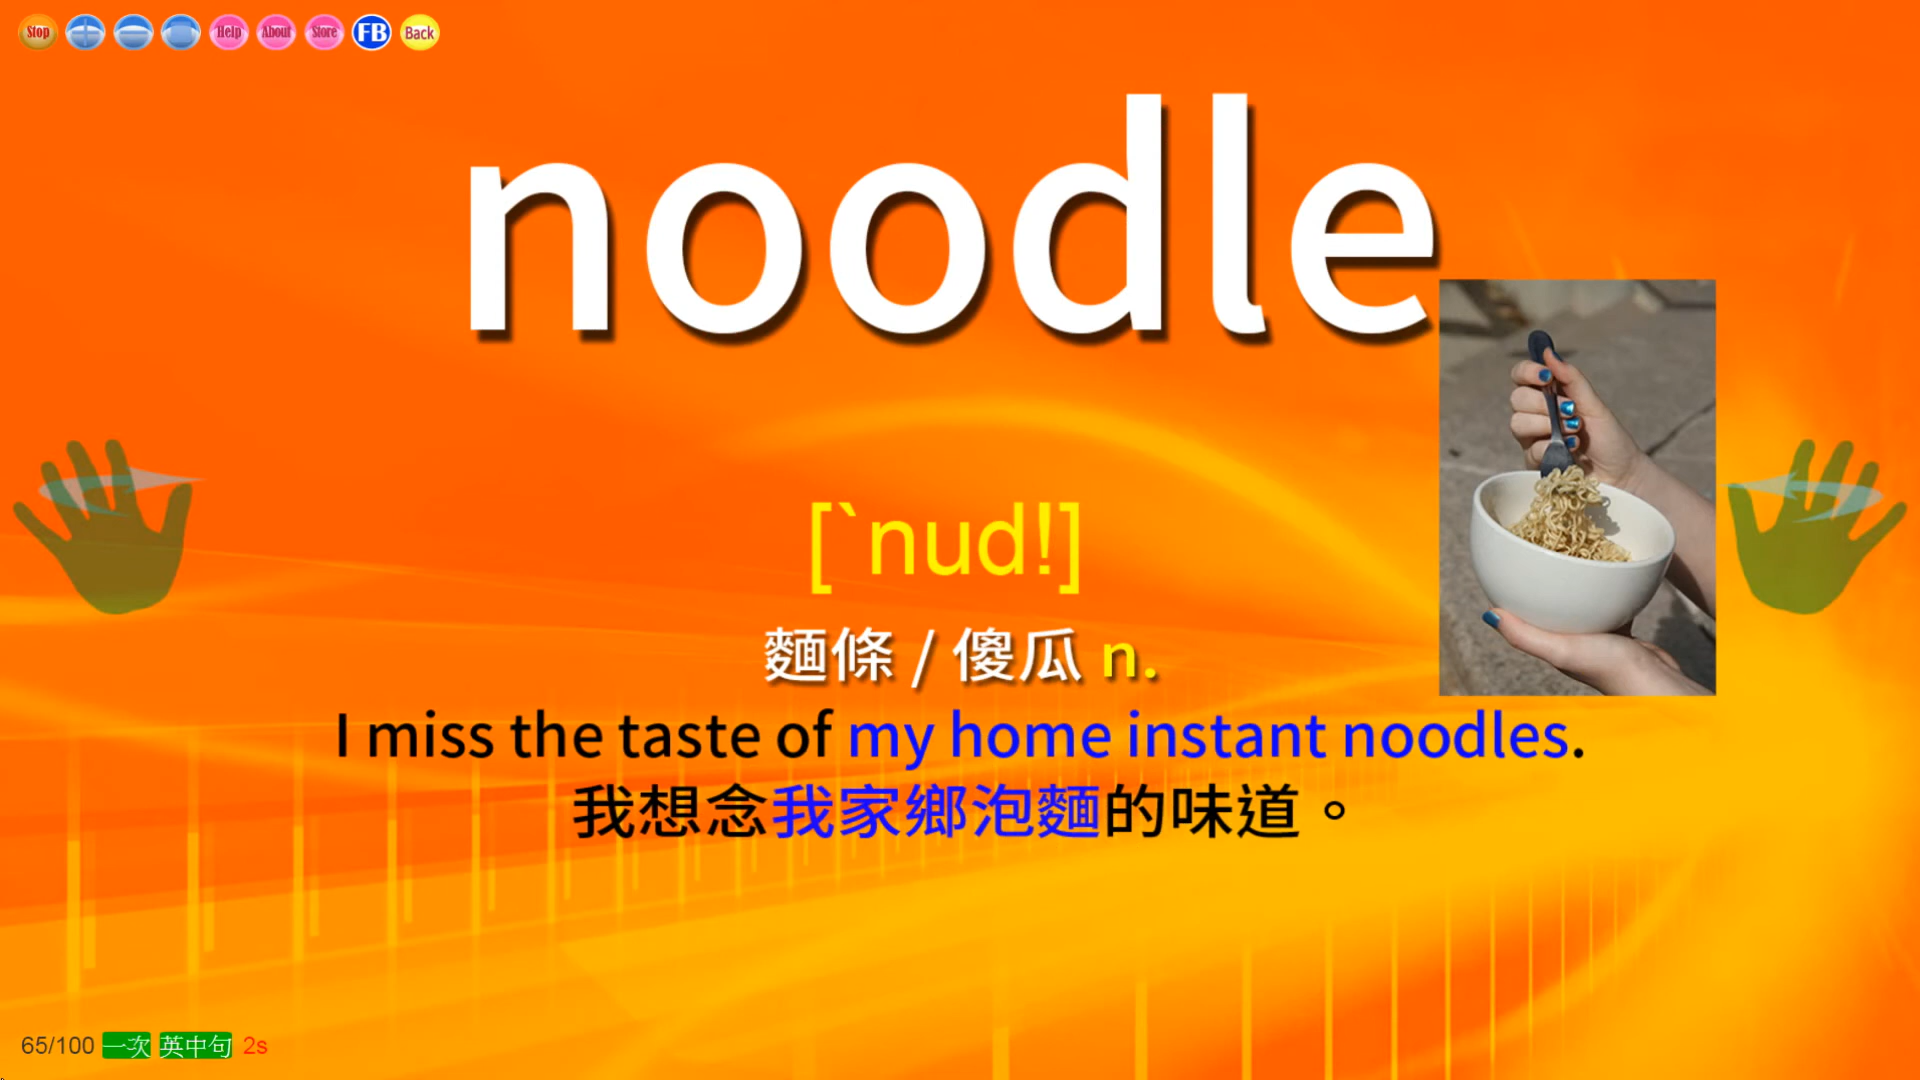 Stop Help About Store FB Back
noodle
[`nud!]
麵條 / 傻瓜 n.
I miss the taste of my home instant noodles.
我想念我家鄉泡麵的味道。
65/100 一次 英中句 2s